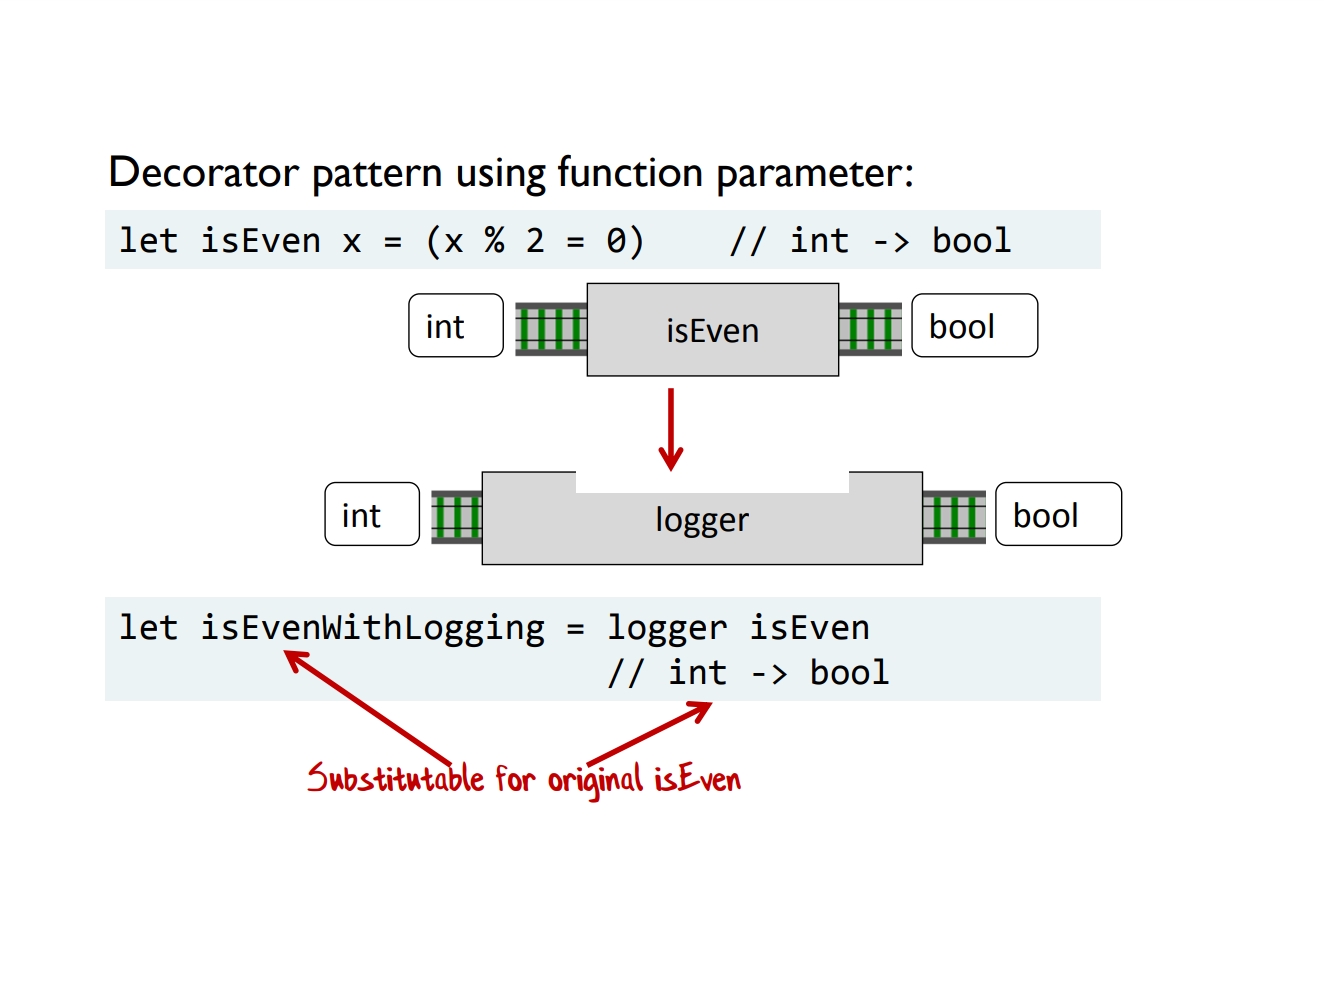 Decorator pattern using function parameter:
let isEven x = (x % 2 = 0)    // int -> bool
int
isEven
bool
int
logger
bool
let isEvenWithLogging = logger isEven
// int -> bool
Substitutable for original isEven